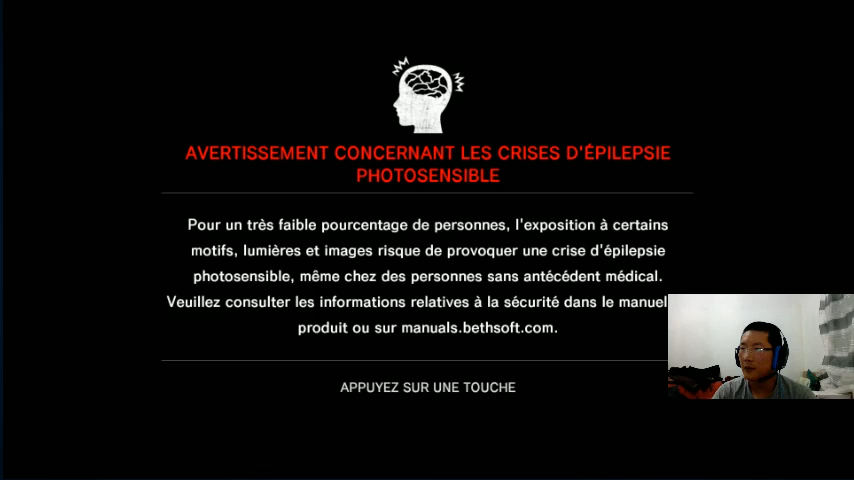 AVERTISSEMENT CONCERNANT LES CRISES D'ÉPILEPSIE
PHOTOSENSIBLE
Pour un très faible pourcentage de personnes, l'exposition à certains
motifs, lumières et images risque de provoquer une crise d'épilepsie
photosensible, même chez des personnes sans antécédent médical.
Veuillez consulter les informations relatives à la sécurité dans le manuel
produit ou sur manuals.bethsoft.com.
APPUYEZ SUR UNE TOUCHE